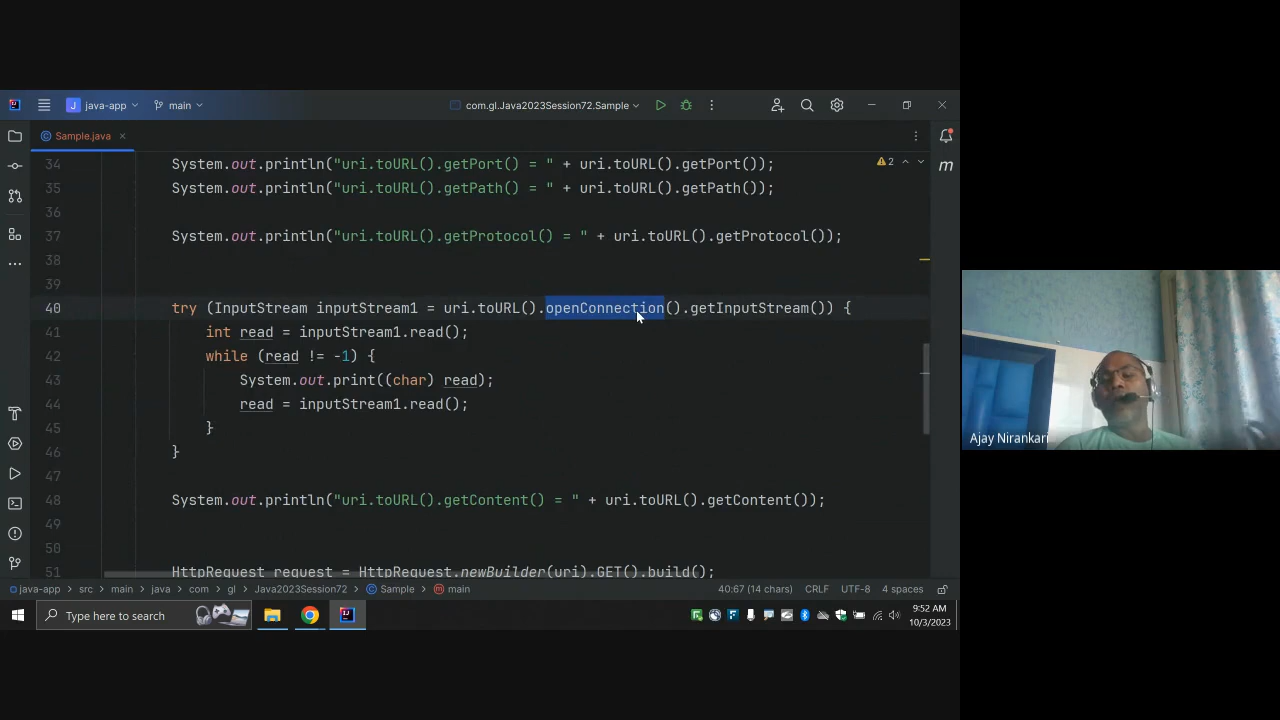 java-app
main
com.gl.Java2023Session72.Sample
Sample.java
2
34 System.out.println("uri.toURL().getPort() = " + uri.toURL().getPort());
35 System.out.println("uri.toURL().getPath() = " + uri.toURL().getPath());
36
37 System.out.println("uri.toURL().getProtocol() = " + uri.toURL().getProtocol());
38
39
40 try (InputStream inputStream1 = uri.toURL().openConnection().getInputStream()) {
41 int read = inputStream1.read();
42 while (read != -1) {
43 System.out.print((char) read);
44 read = inputStream1.read();
45 }
46 }
47
48 System.out.println("uri.toURL().getContent() = " + uri.toURL().getContent());
49
50
51 HttpRequest request = HttpRequest.newBuilder(uri).GET().build();
java-app > src > main > java > com > gl > Java2023Session72 > Sample > main 40:67 (14 chars) CRLF UTF-8 4 spaces
Type here to search
9:52 AM
10/3/2023
Ajay Nirankari